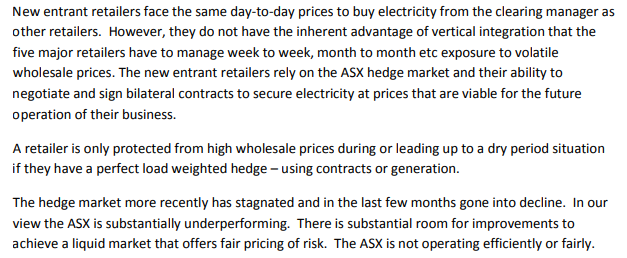 New entrant retailers face the same day-to-day prices to buy electricity from the clearing manager as
other retailers.  However, they do not have the inherent advantage of vertical integration that the
five major retailers have to manage week to week, month to month etc exposure to volatile
wholesale prices. The new entrant retailers rely on the ASX hedge market and their ability to
negotiate and sign bilateral contracts to secure electricity at prices that are viable for the future
operation of their business.
A retailer is only protected from high wholesale prices during or leading up to a dry period situation
if they have a perfect load weighted hedge – using contracts or generation.
The hedge market more recently has stagnated and in the last few months gone into decline.  In our
view the ASX is substantially underperforming.  There is substantial room for improvements to
achieve a liquid market that offers fair pricing of risk.  The ASX is not operating efficiently or fairly.